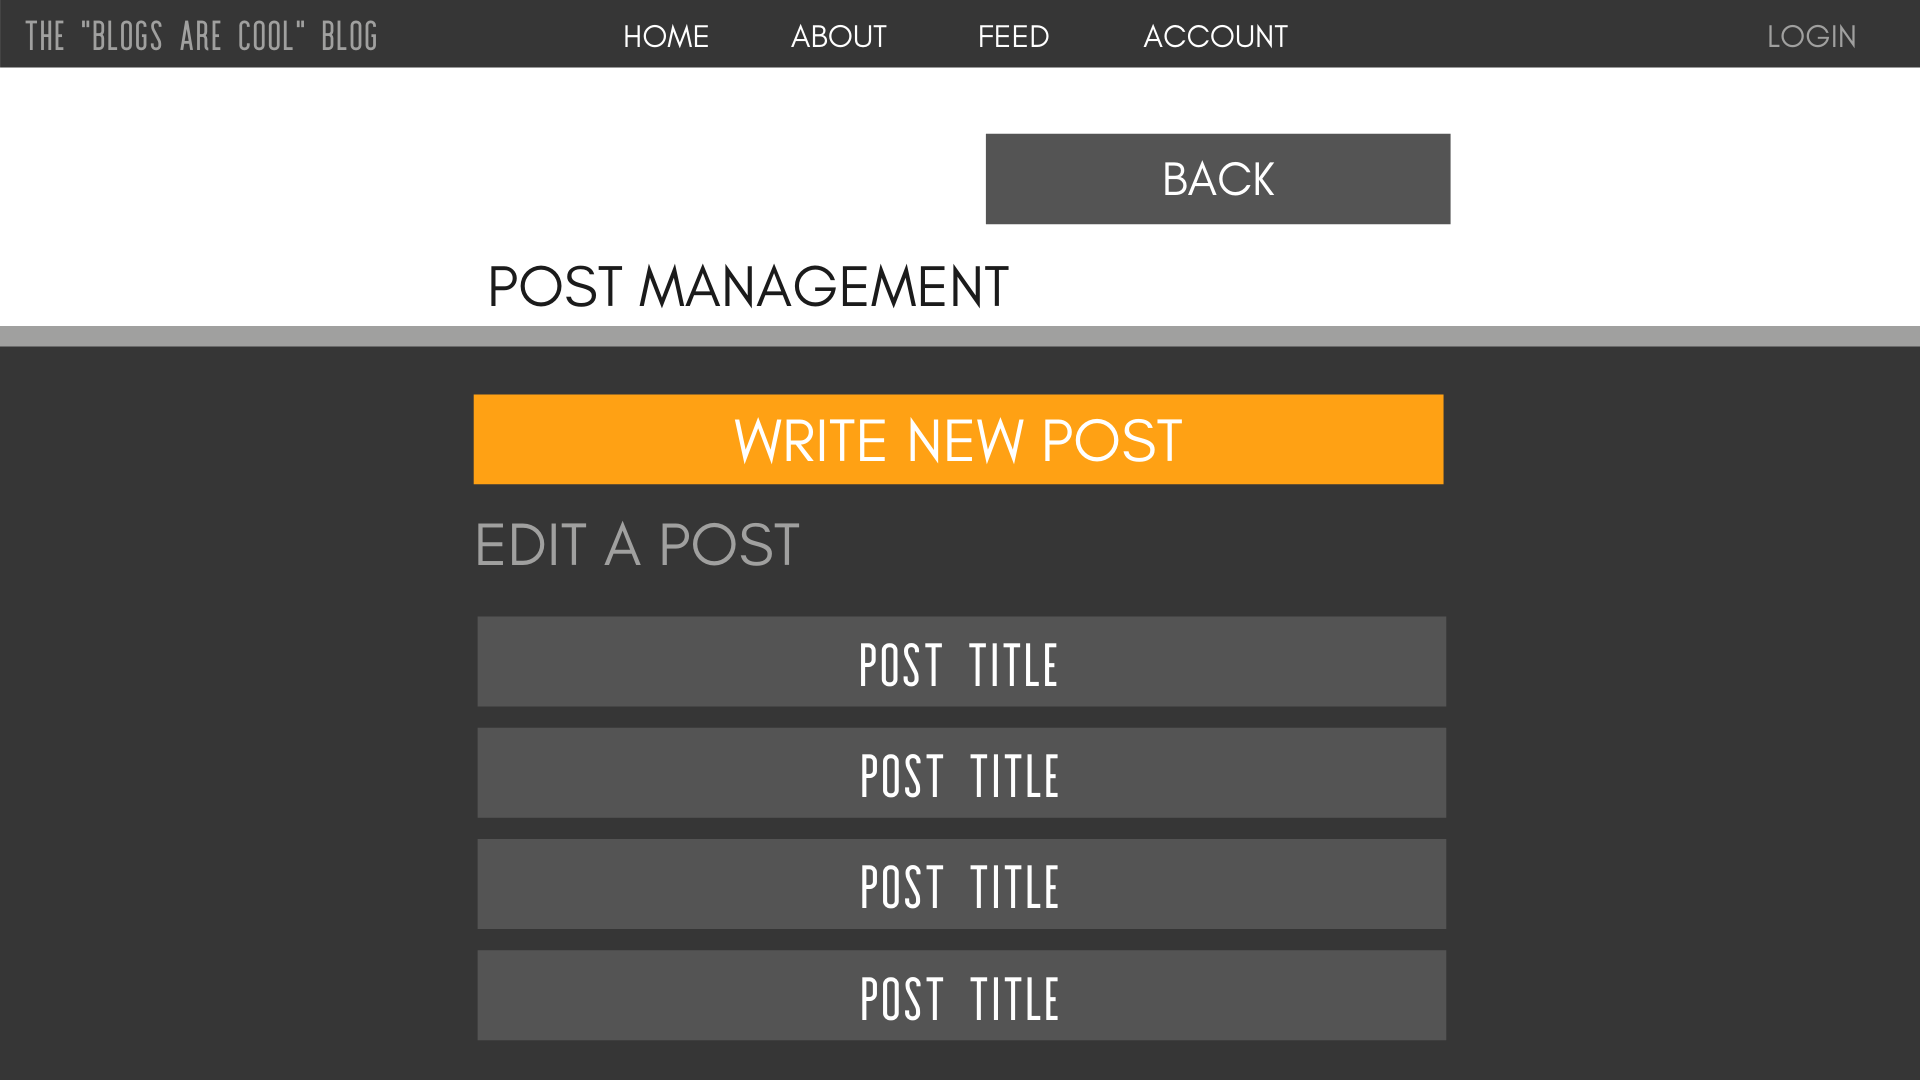 THE "BLOGS ARE COOL" BLOG
HOME ABOUT FEED ACCOUNT LOGIN
BACK
POST MANAGEMENT
WRITE NEW POST
EDIT A POST
POST TITLE
POST TITLE
POST TITLE
POST TITLE